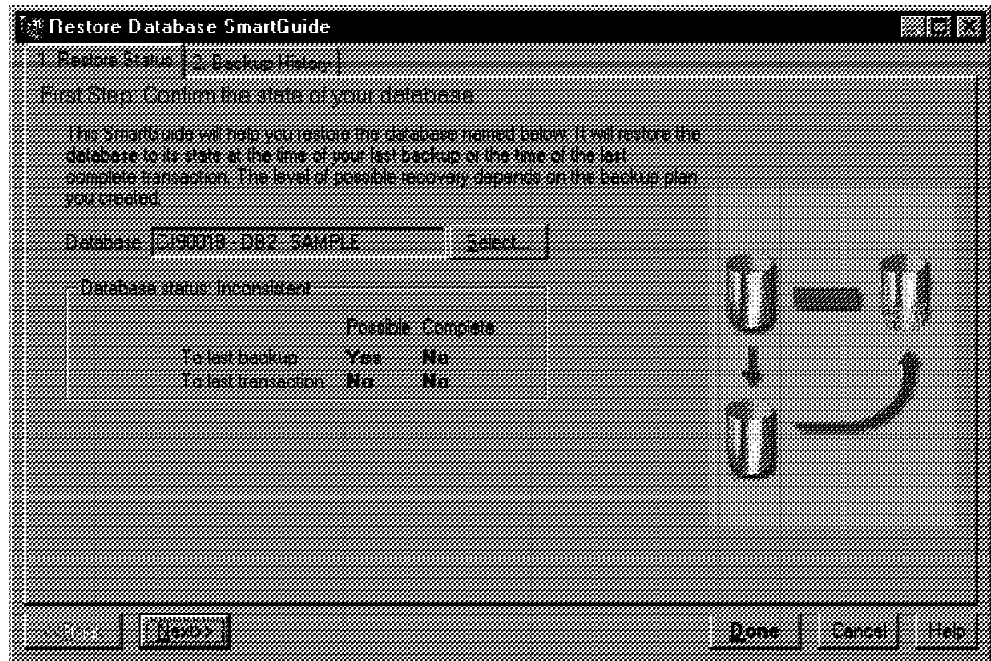 Restore Database SmartGuide
1. Restore Status 2. Backup History
First Step: Confirm the state of your database
This SmartGuide will help you restore the database named below. It will restore the
database to its state at the time of your last backup or the time of the last
complete transaction. The level of possible recovery depends on the backup plan
you created.
Database CJ90018 - DB2 - SAMPLE Select...
Database status: Inconsistent
Possible Complete
To last backup Yes No
To last transaction No No
<<Back Next>> Done Cancel Help